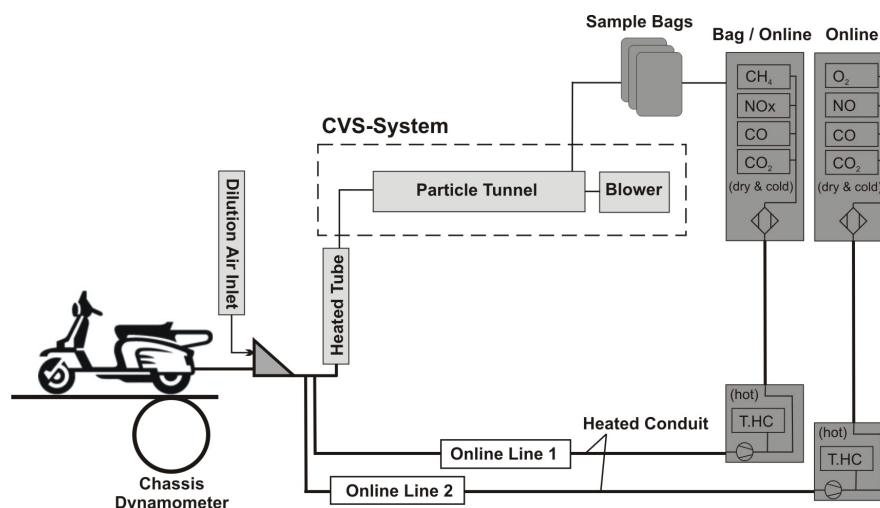 Sample Bags
Bag / Online
Online
CH4
NOx
CO
CO2
(dry & cold)
O2
NO
CO
CO2
(dry & cold)
CVS-System
Particle Tunnel
Blower
Dilution Air Inlet
Heated Tube
(hot)
T.HC
(hot)
T.HC
Heated Conduit
Online Line 1
Online Line 2
Chassis
Dynamometer